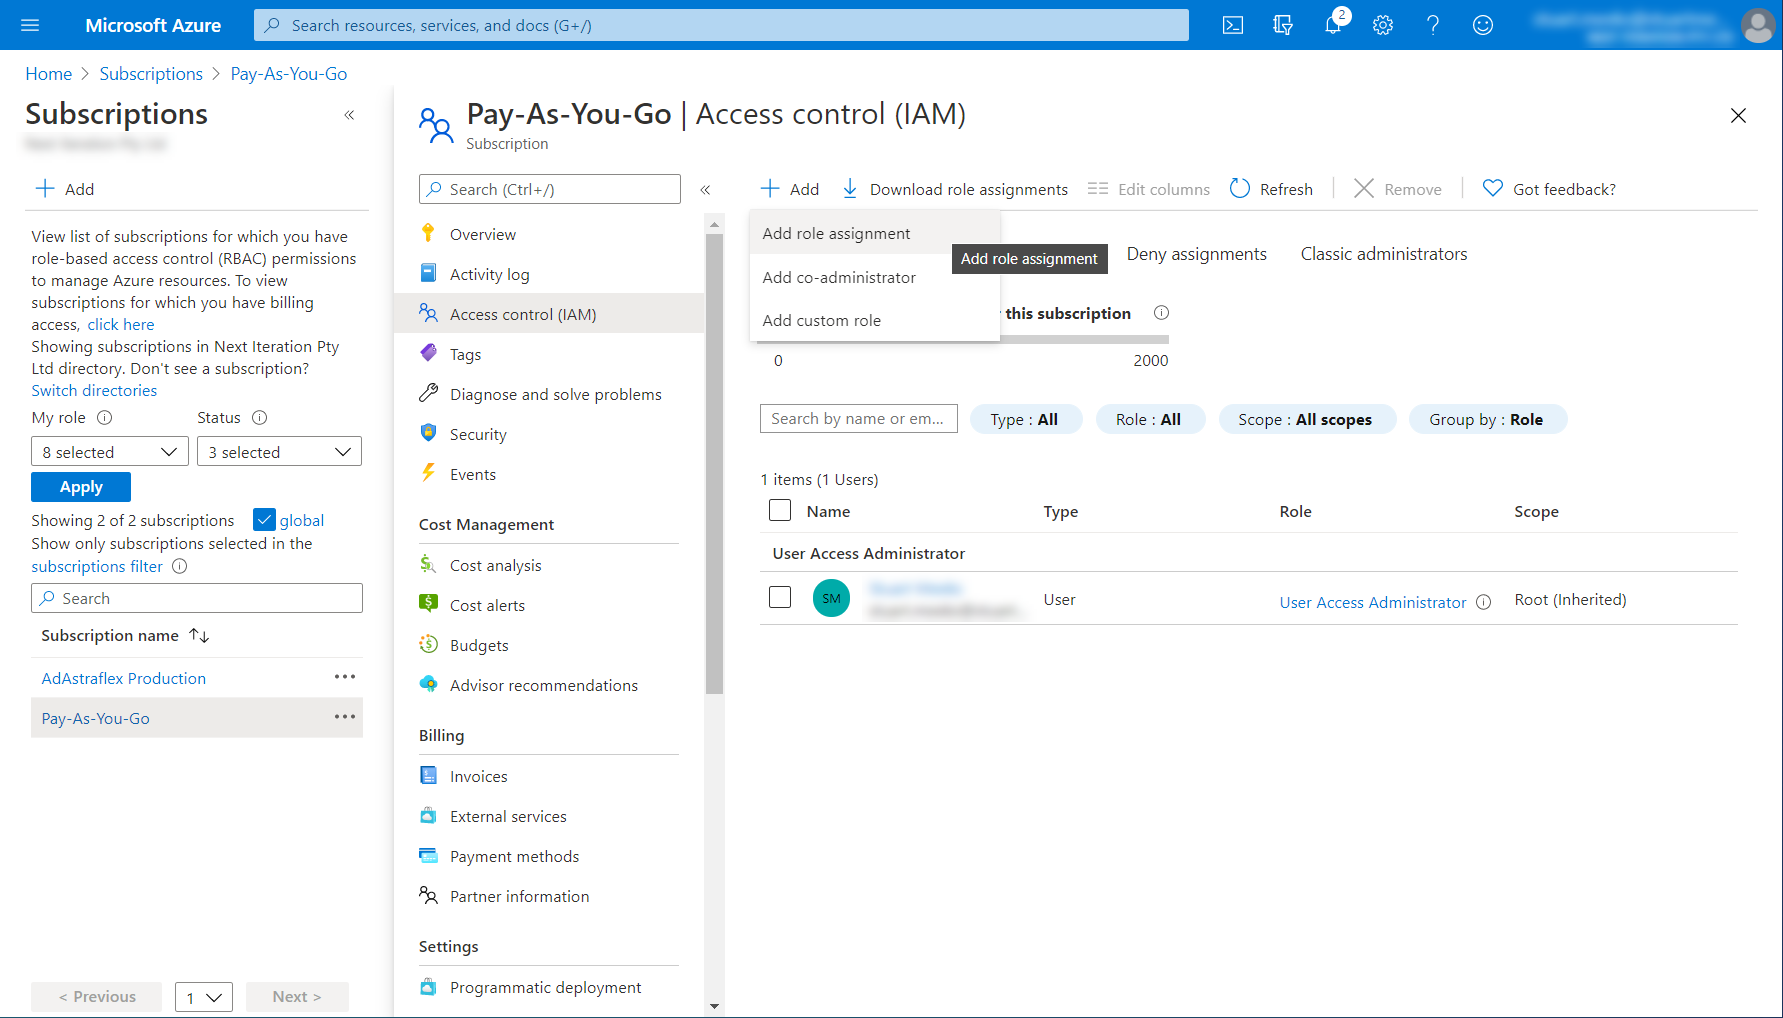 Microsoft Azure
Search resources, services, and docs (G+/)
2
Home > Subscriptions > Pay-As-You-Go
Subscriptions
«
Add
View list of subscriptions for which you have
role-based access control (RBAC) permissions
to manage Azure resources. To view
subscriptions for which you have billing
access, click here
Showing subscriptions in Next Iteration Pty
Ltd directory. Don't see a subscription?
Switch directories
My role
Status
8 selected
3 selected
Apply
Showing 2 of 2 subscriptions
global
Show only subscriptions selected in the
subscriptions filter
Search
Subscription name
AdAstraflex Production
Pay-As-You-Go
< Previous
1
Next >
Pay-As-You-Go | Access control (IAM)
Subscription
Search (Ctrl+/)
«
Overview
Activity log
Access control (IAM)
Tags
Diagnose and solve problems
Security
Events
Cost Management
Cost analysis
Cost alerts
Budgets
Advisor recommendations
Billing
Invoices
External services
Payment methods
Partner information
Settings
Programmatic deployment
Add
Download role assignments
Edit columns
Refresh
Remove
Got feedback?
Add role assignment
Add co-administrator
Add custom role
Add role assignment
Deny assignments
Classic administrators
this subscription
0
2000
Search by name or em...
Type : All
Role : All
Scope : All scopes
Group by : Role
1 items (1 Users)
Name
Type
Role
Scope
User Access Administrator
SM
User
User Access Administrator
Root (Inherited)